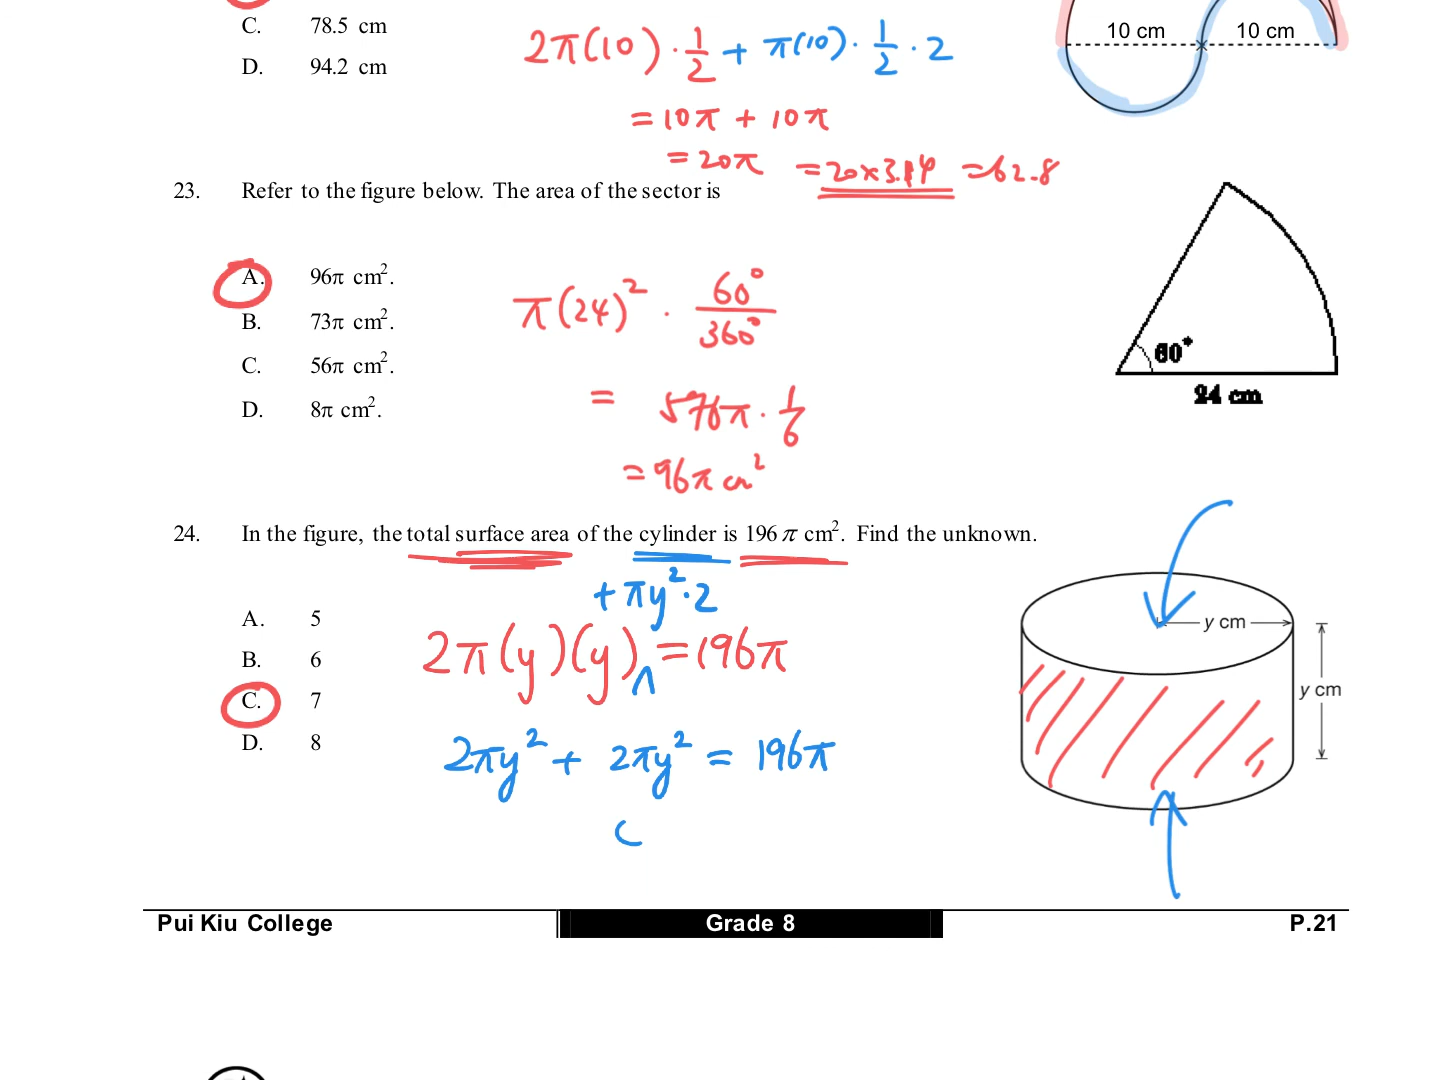 C. 78.5 cm
D. 94.2 cm
2π(10)·1/2 + π(10)·1/2·2
= 10π + 10π
= 20π = 20×3.14 = 62.8
10 cm 10 cm
23. Refer to the figure below. The area of the sector is
A. 96π cm².
B. 73π cm².
C. 56π cm².
D. 8π cm².
π(24)² · 60°/360°
= 576π · 1/6
= 96π cm²
60°
24 cm
24. In the figure, the total surface area of the cylinder is 196π cm². Find the unknown.
A. 5
B. 6
C. 7
D. 8
+ πy²·2
2π(y)(y) = 196π
2πy² + 2πy² = 196π
y cm
y cm
Pui Kiu College Grade 8 P.21